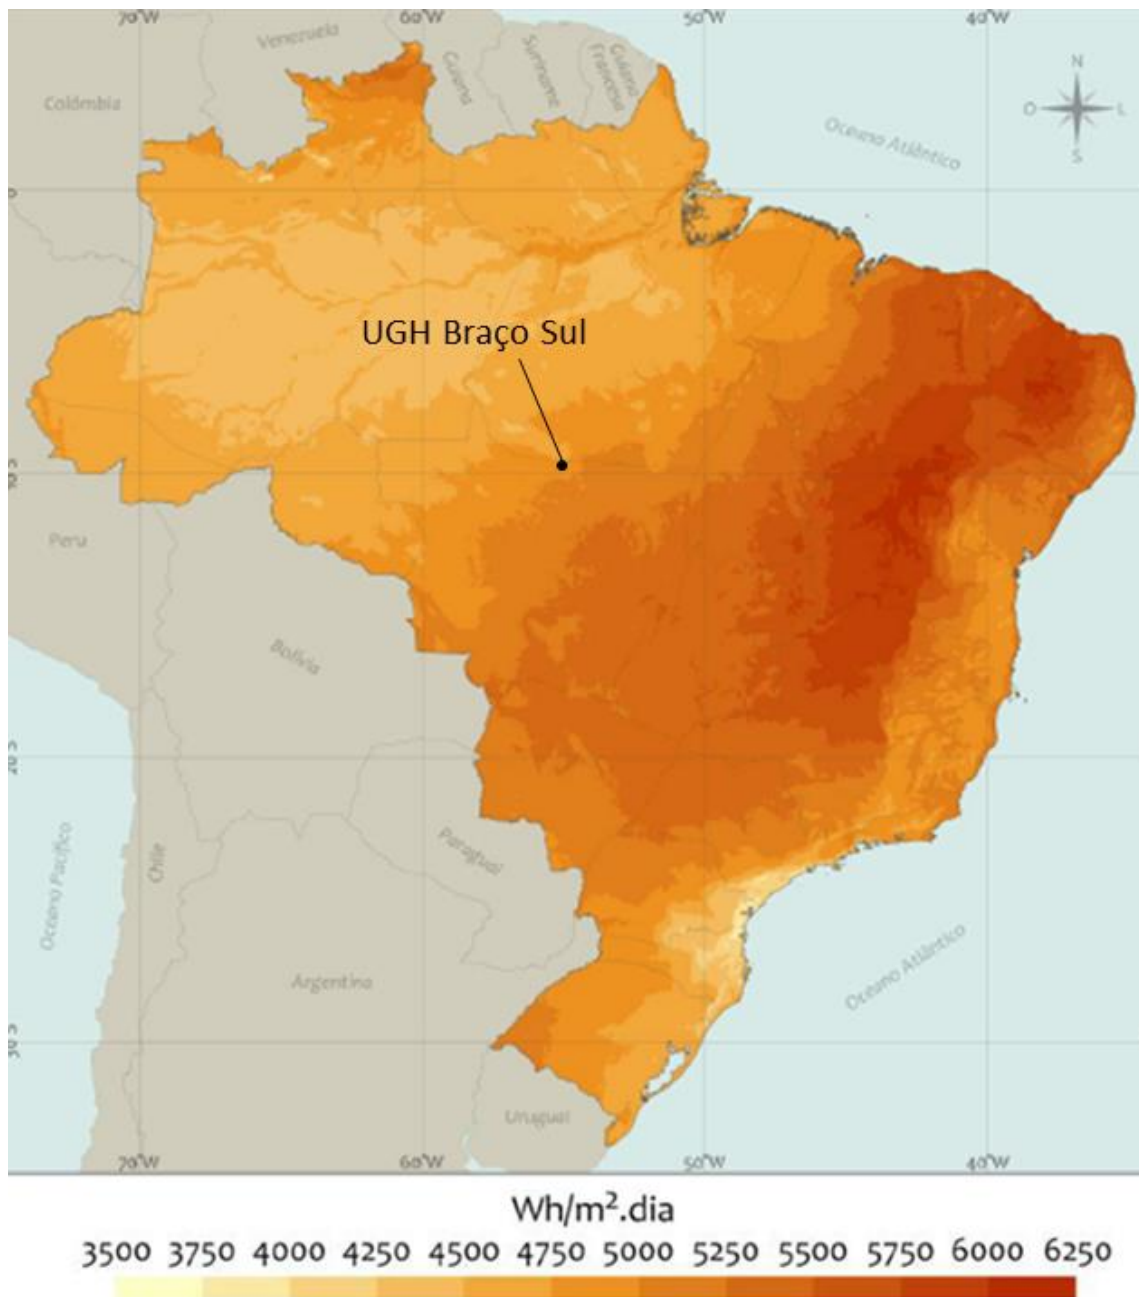 70°W 60°W 50°W 40°W
Venezuela
Colômbia
Guiana
Suriname
Guiana
Francesa
N
O L
S
Oceano Atlântico
0
UGH Braço Sul
Peru
Bolívia
Paraguai
Chile
Oceano Pacífico
Argentina
Oceano Atlântico
Uruguai
70°W 60°W 50°W 40°W
Wh/m².dia
3500 3750 4000 4250 4500 4750 5000 5250 5500 5750 6000 6250